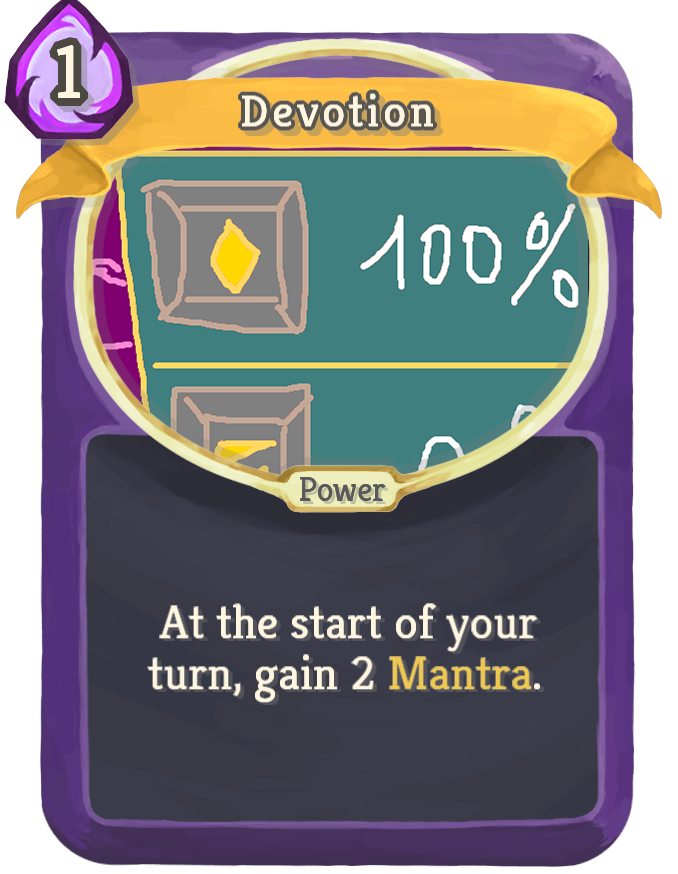 1
Devotion
100%
Power
At the start of your
turn, gain 2 Mantra.